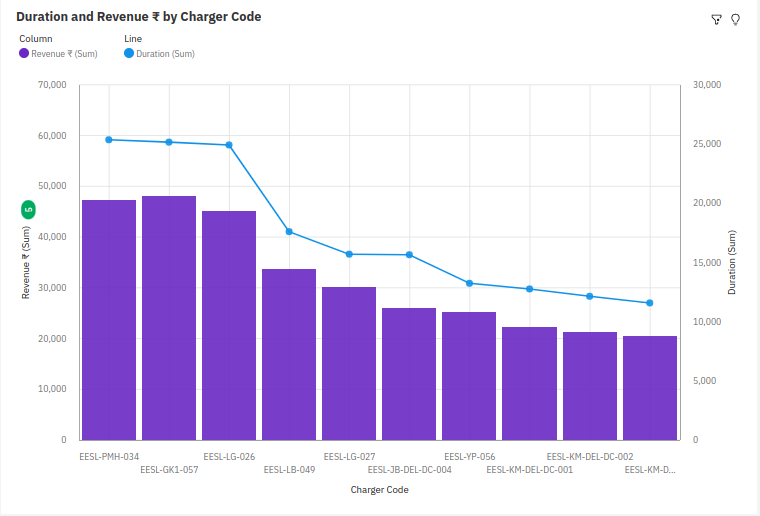 Duration and Revenue ₹ by Charger Code
Column
Line
Revenue ₹ (Sum)
Duration (Sum)
70,000
60,000
50,000
40,000
30,000
20,000
10,000
0
5
Revenue ₹ (Sum)
30,000
25,000
20,000
15,000
10,000
5,000
0
Duration (Sum)
EESL-PMH-034
EESL-LG-026
EESL-LG-027
EESL-YP-056
EESL-KM-DEL-DC-002
EESL-GK1-057
EESL-LB-049
EESL-JB-DEL-DC-004
EESL-KM-DEL-DC-001
EESL-KM-D...
Charger Code